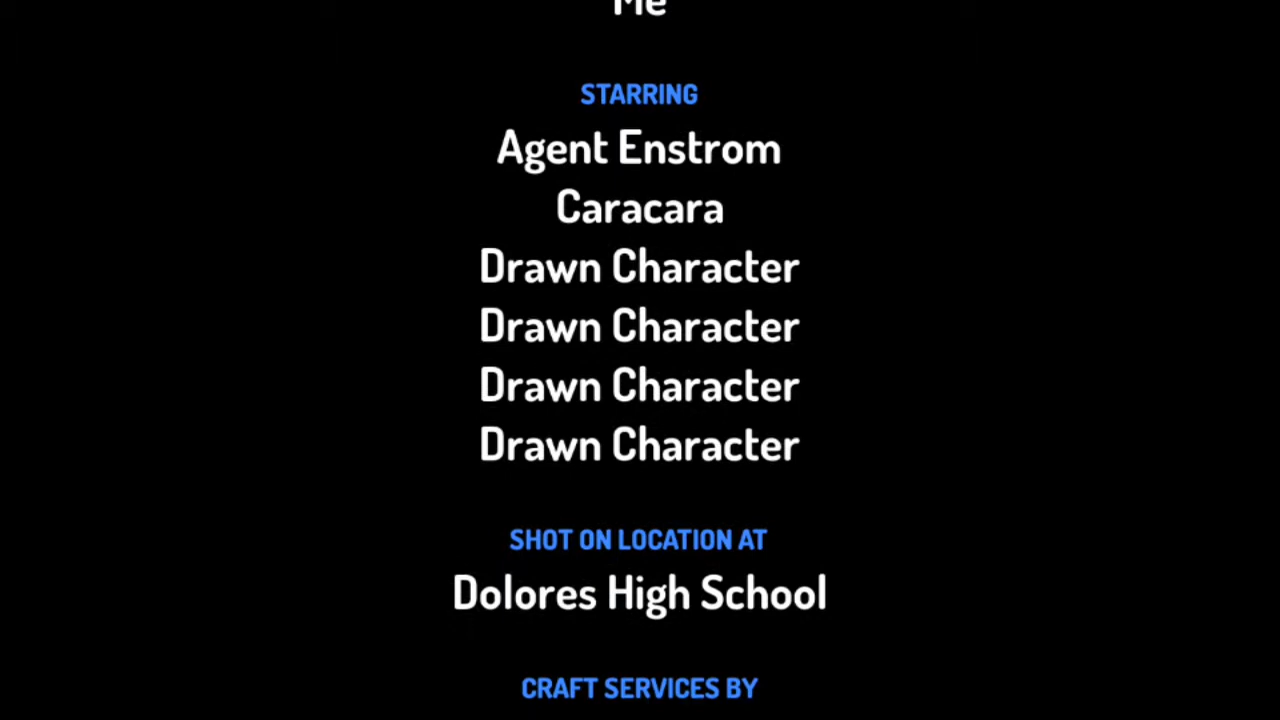 Me
STARRING
Agent Enstrom
Caracara
Drawn Character
Drawn Character
Drawn Character
Drawn Character
SHOT ON LOCATION AT
Dolores High School
CRAFT SERVICES BY